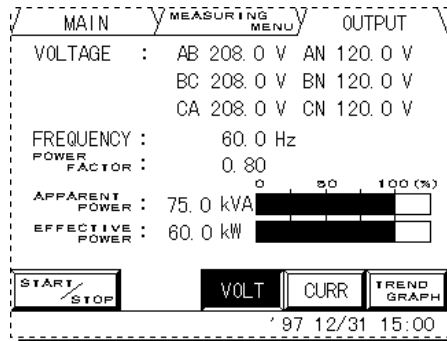 MAIN MEASURING MENU OUTPUT
VOLTAGE : AB 208.0 V AN 120.0 V
BC 208.0 V BN 120.0 V
CA 208.0 V CN 120.0 V
FREQUENCY : 60.0 Hz
POWER FACTOR : 0.80
0 50 100 (%)
APPARENT POWER : 75.0 kVA
EFFECTIVE POWER : 60.0 kW
START/STOP VOLT CURR TREND GRAPH
'97 12/31 15:00